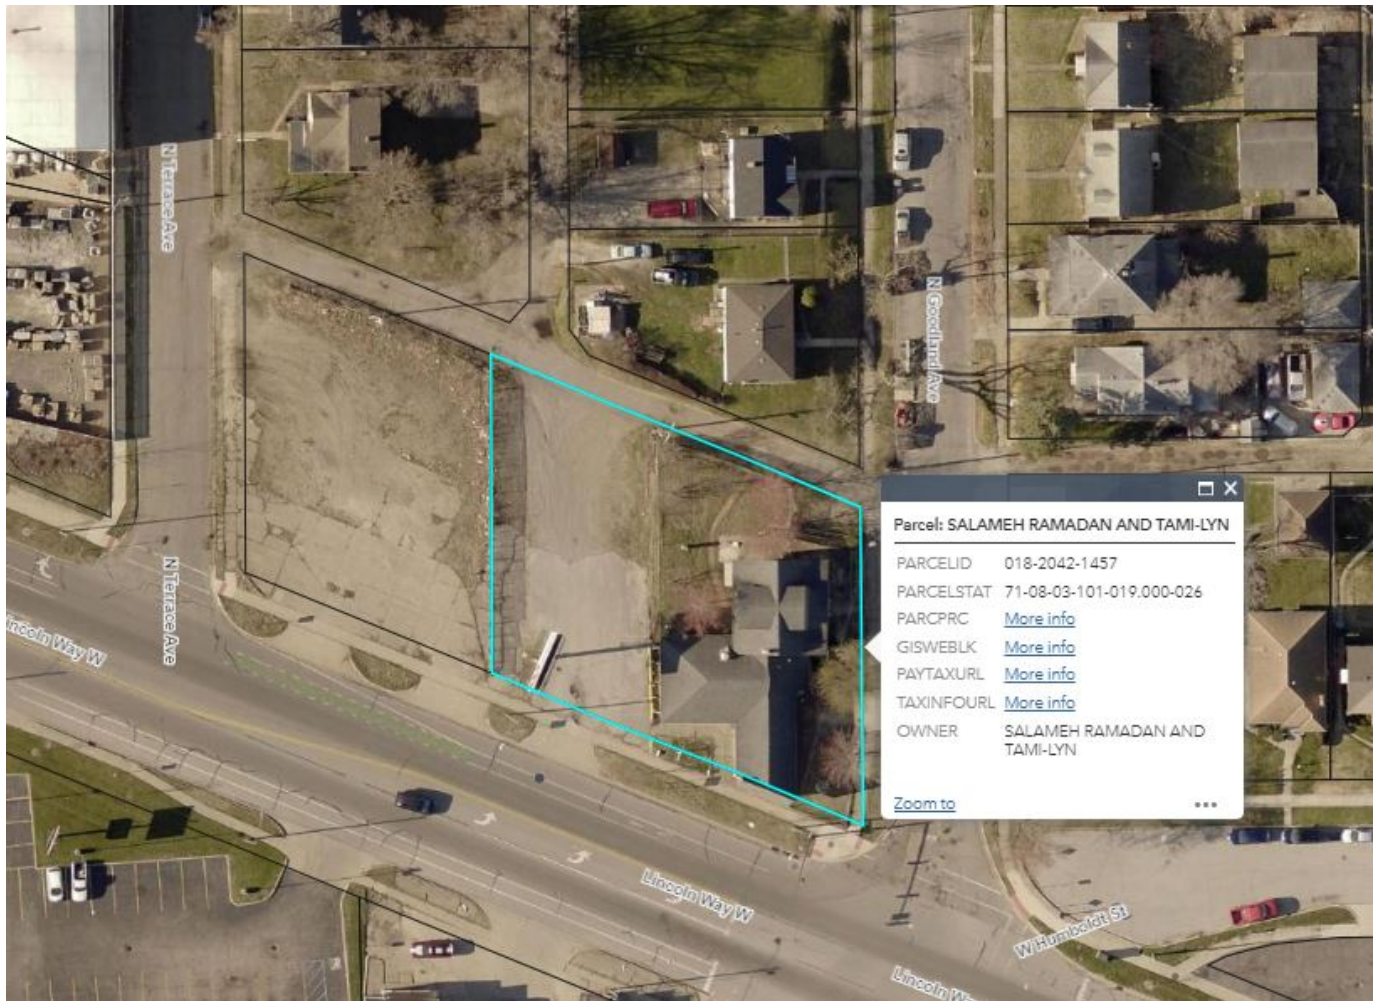 N Terrace Ave
N Goodland Ave
Parcel: SALAMEH RAMADAN AND TAMI-LYN
PARCELID 018-2042-1457
PARCELSTAT 71-08-03-101-019.000-026
PARCPRC More info
GISWEBLK More info
PAYTAXURL More info
TAXINFOURL More info
OWNER SALAMEH RAMADAN AND
TAMI-LYN
Zoom to
N Terrace Ave
incoln Way W
Lincoln Way W
W Humboldt St
Lincoln W